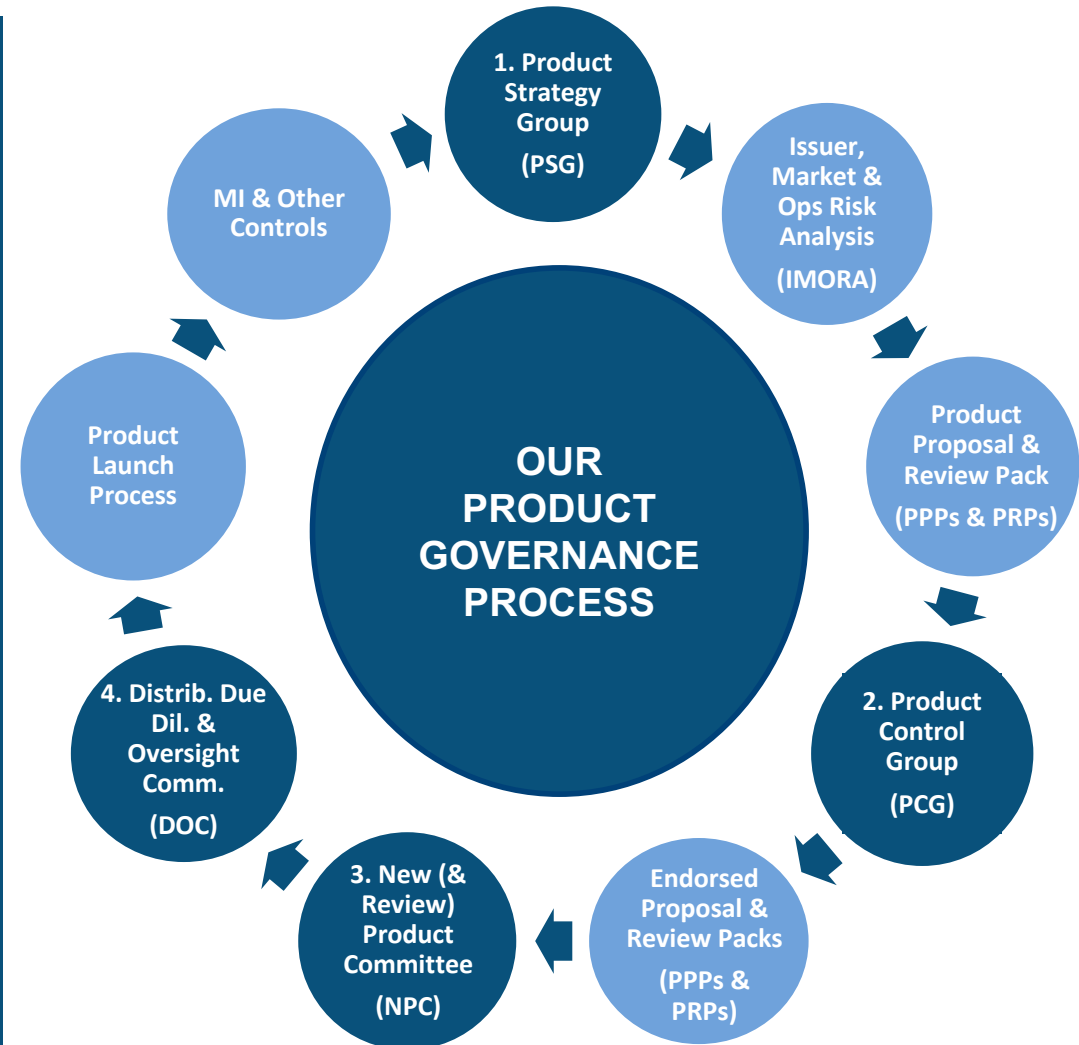 1. Product
Strategy
Group
(PSG)
Issuer,
Market &
Ops Risk
Analysis
(IMORA)
Product
Proposal &
Review Pack
(PPPs & PRPs)
2. Product
Control
Group
(PCG)
Endorsed
Proposal &
Review Packs
(PPPs &
PRPs)
3. New (&
Review)
Product
Committee
(NPC)
4. Distrib. Due
Dil. &
Oversight
Comm.
(DOC)
Product
Launch
Process
MI & Other
Controls
OUR
PRODUCT
GOVERNANCE
PROCESS